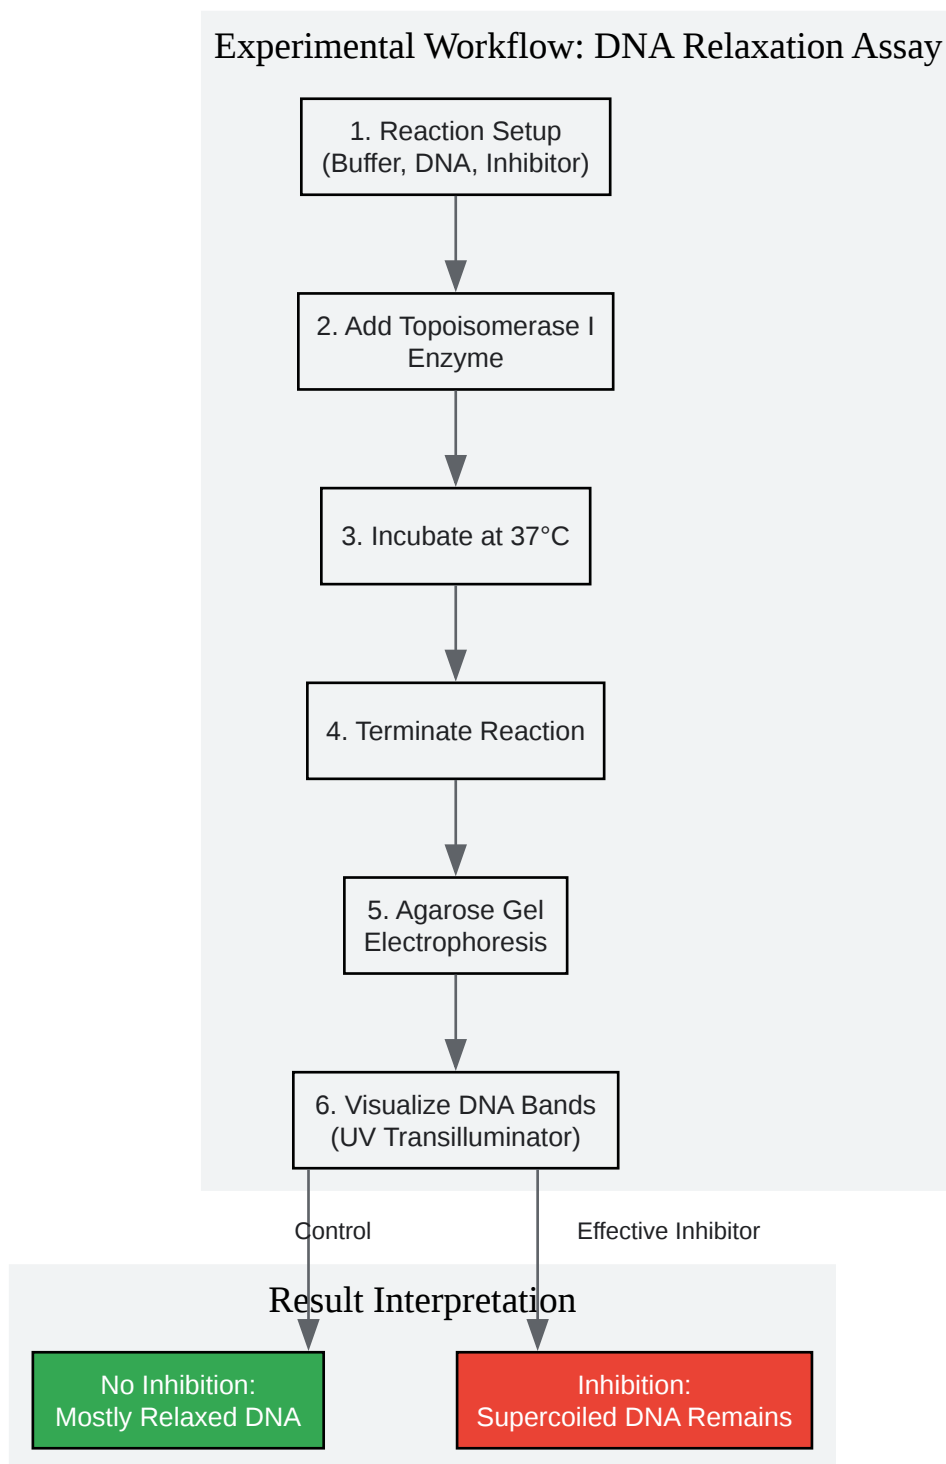 Experimental Workflow: DNA Relaxation Assay
1. Reaction Setup
(Buffer, DNA, Inhibitor)
2. Add Topoisomerase I
Enzyme
3. Incubate at 37°C
4. Terminate Reaction
5. Agarose Gel
Electrophoresis
6. Visualize DNA Bands
(UV Transilluminator)
Control
Effective Inhibitor
Result Interpretation
No Inhibition:
Mostly Relaxed DNA
Inhibition:
Supercoiled DNA Remains